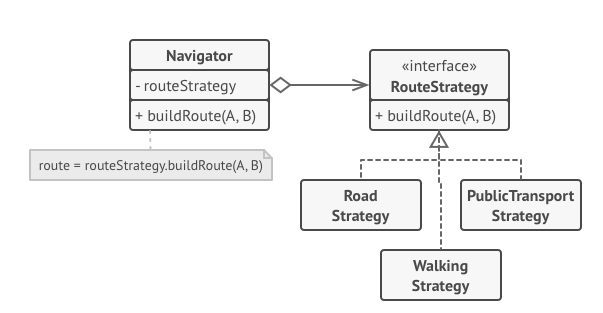 Navigator
- routeStrategy
+ buildRoute(A, B)
route = routeStrategy.buildRoute(A, B)
«interface»
RouteStrategy
+ buildRoute(A, B)
Road
Strategy
PublicTransport
Strategy
Walking
Strategy